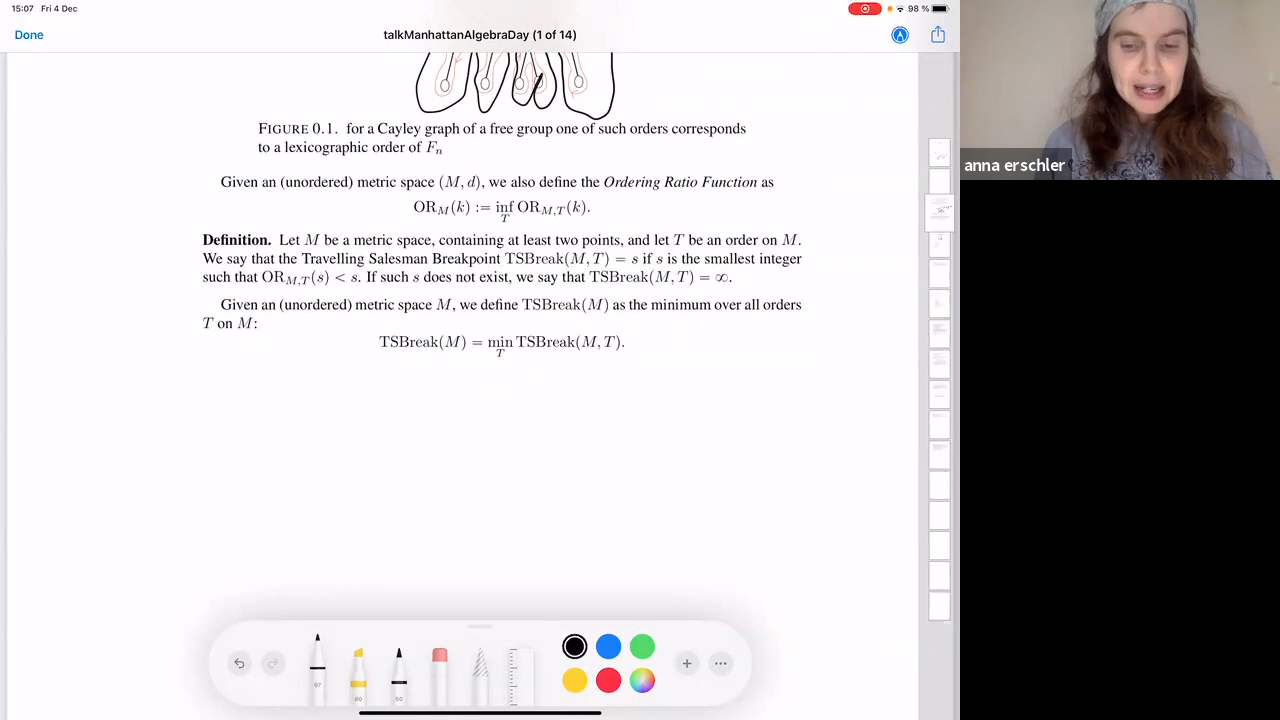 15:07 Fri 4 Dec
98 %
Done
talkManhattanAlgebraDay (1 of 14)
anna erschler
FIGURE 0.1. for a Cayley graph of a free group one of such orders corresponds
to a lexicographic order of Fₙ
Given an (unordered) metric space (M, d), we also define the Ordering Ratio Function as
OR_M(k) := inf_T OR_{M,T}(k).
Definition. Let M be a metric space, containing at least two points, and let T be an order on M.
We say that the Travelling Salesman Breakpoint TSBreak(M, T) = s if s is the smallest integer
such that OR_{M,T}(s) < s. If such s does not exist, we say that TSBreak(M, T) = ∞.
Given an (unordered) metric space M, we define TSBreak(M) as the minimum over all orders
T on M:
TSBreak(M) = min_T TSBreak(M, T).
97
80
50